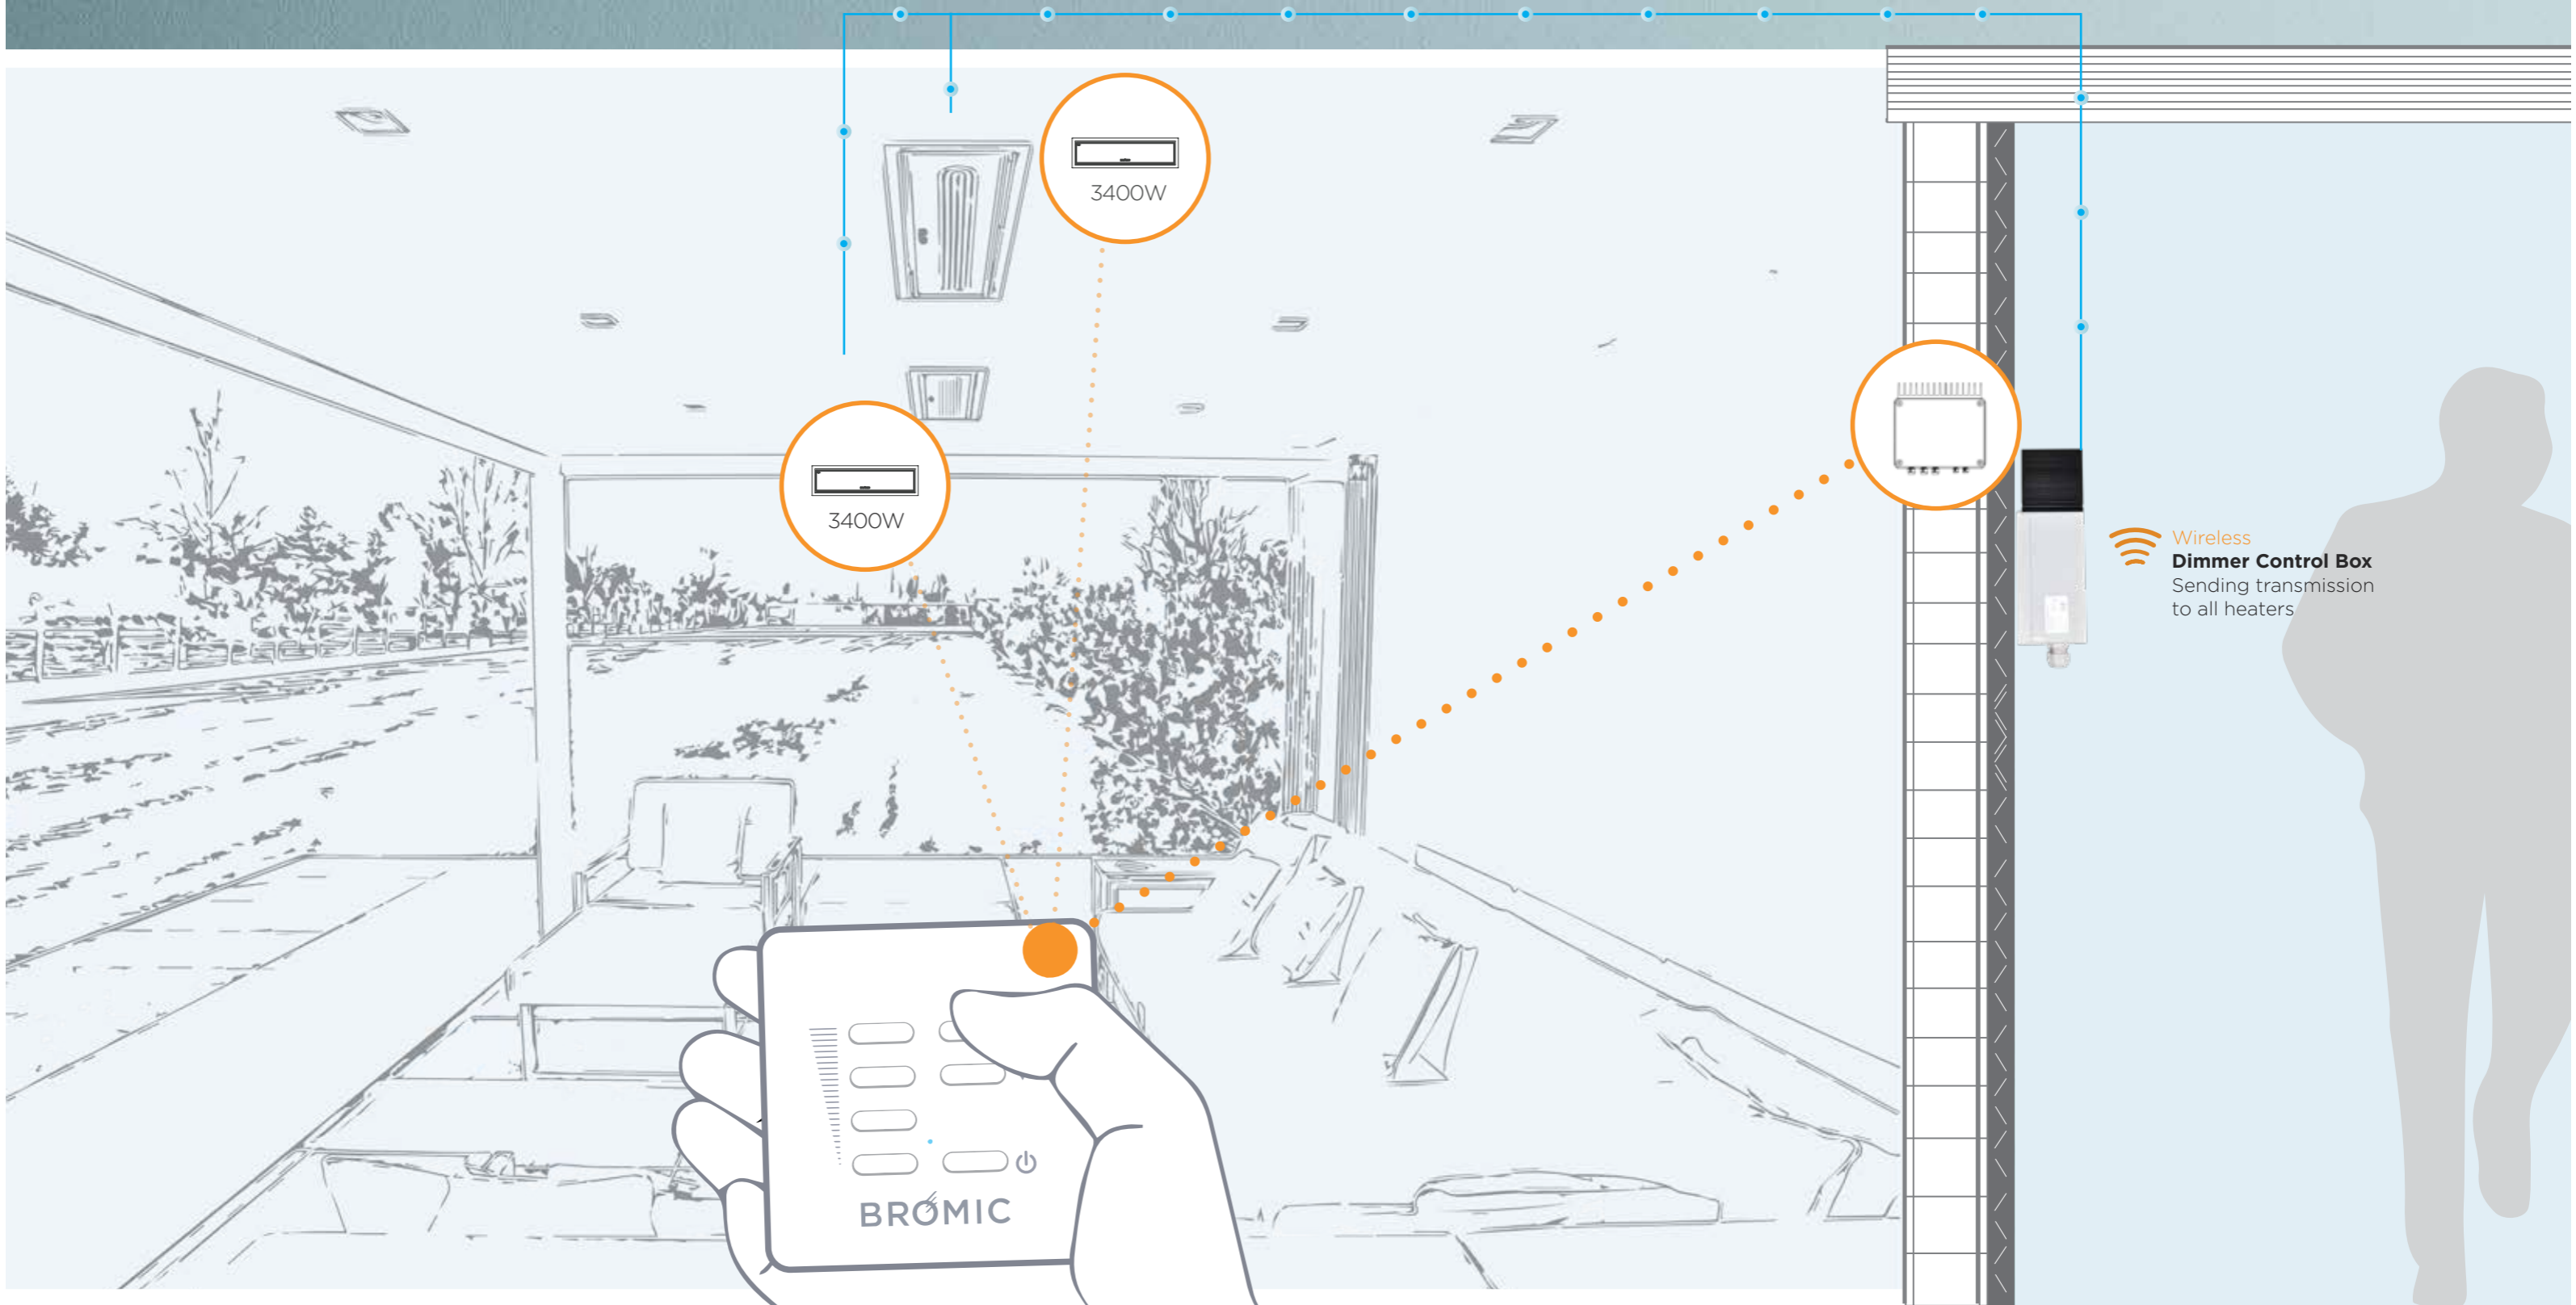 3400W
3400W
Wireless
Dimmer Control Box
Sending transmission
to all heaters
BROMIC